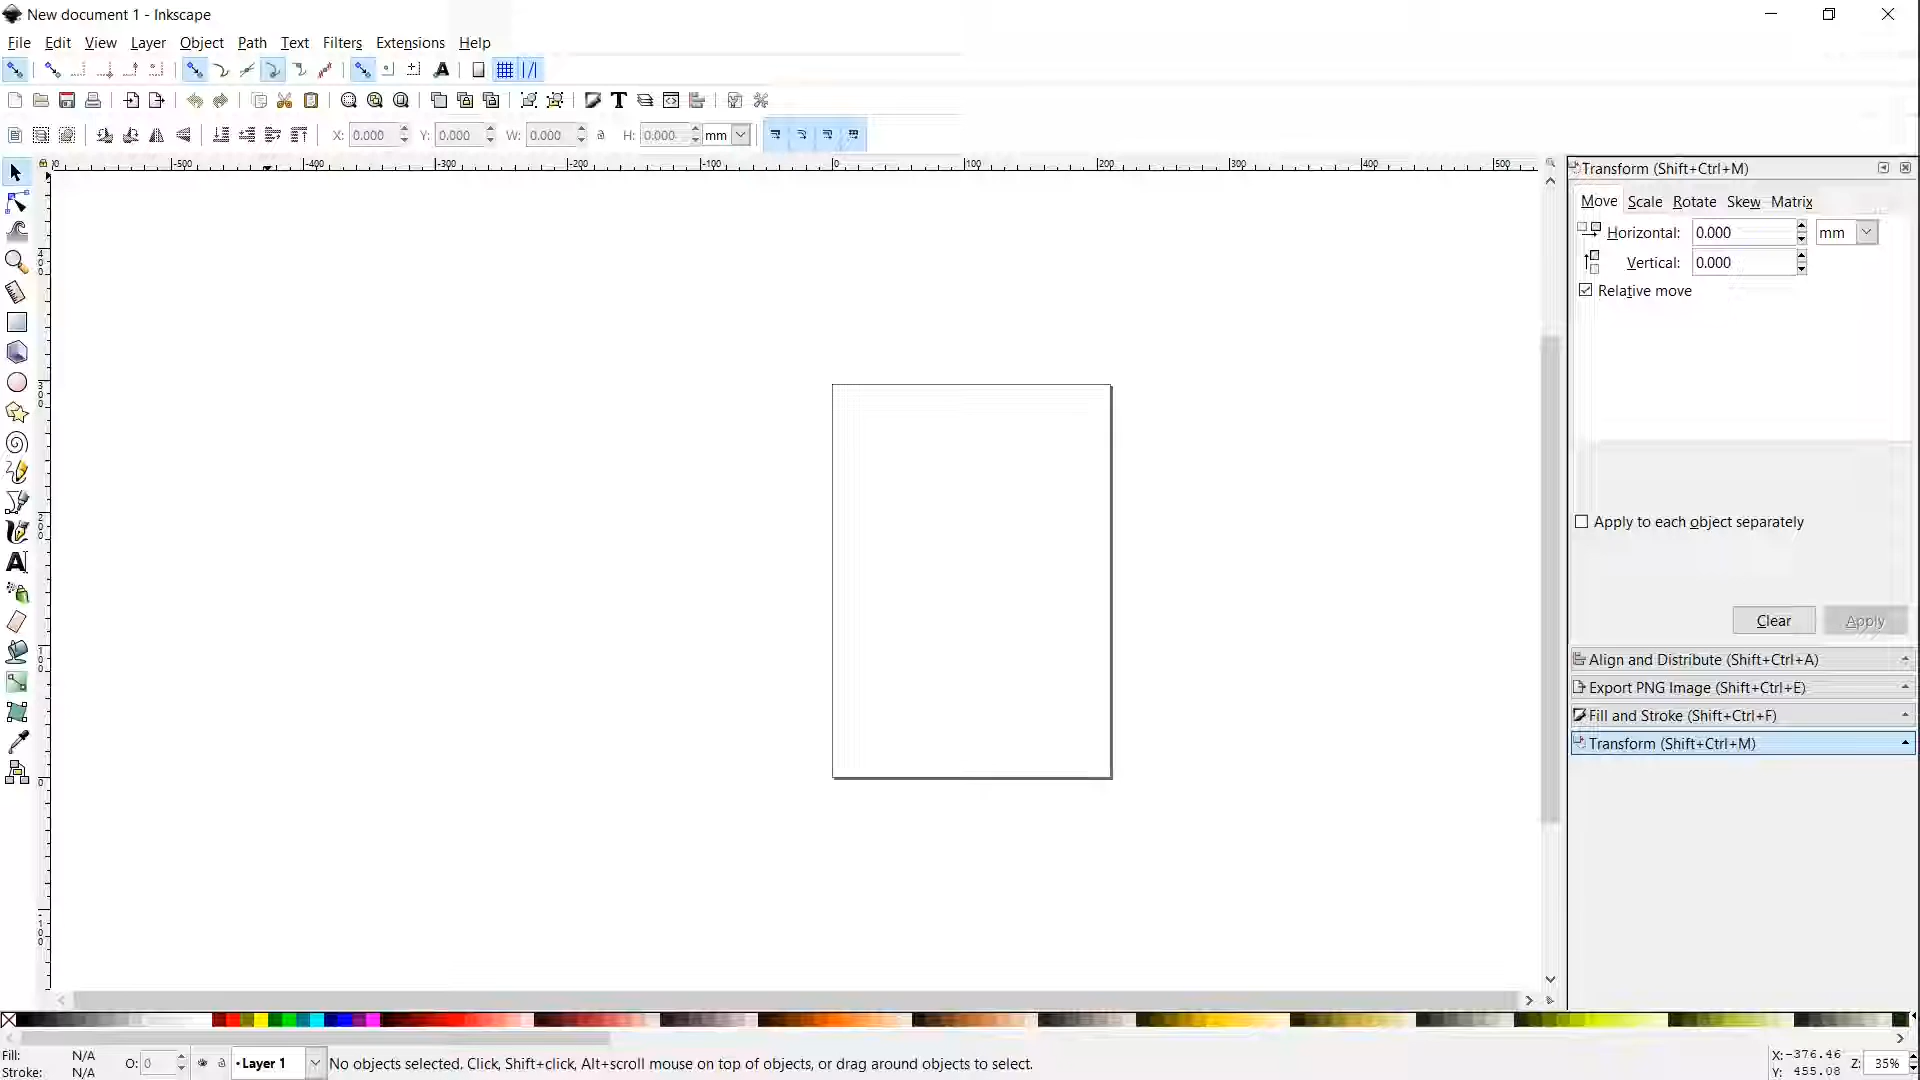 New document 1 - Inkscape
File Edit View Layer Object Path Text Filters Extensions Help
X: 0.000 Y: 0.000 W: 0.000 H: 0.000 mm
-500 -400 -300 -200 -100 0 100 200 300 400 500
Transform (Shift+Ctrl+M)
Move Scale Rotate Skew Matrix
Horizontal: 0.000 mm
Vertical: 0.000
Relative move
Apply to each object separately
Clear Apply
Align and Distribute (Shift+Ctrl+A)
Export PNG Image (Shift+Ctrl+E)
Fill and Stroke (Shift+Ctrl+F)
Transform (Shift+Ctrl+M)
Fill: N/A
Stroke: N/A
O: 0
•Layer 1
No objects selected. Click, Shift+click, Alt+scroll mouse on top of objects, or drag around objects to select.
X: -376.46
Y: 455.08
Z: 35%